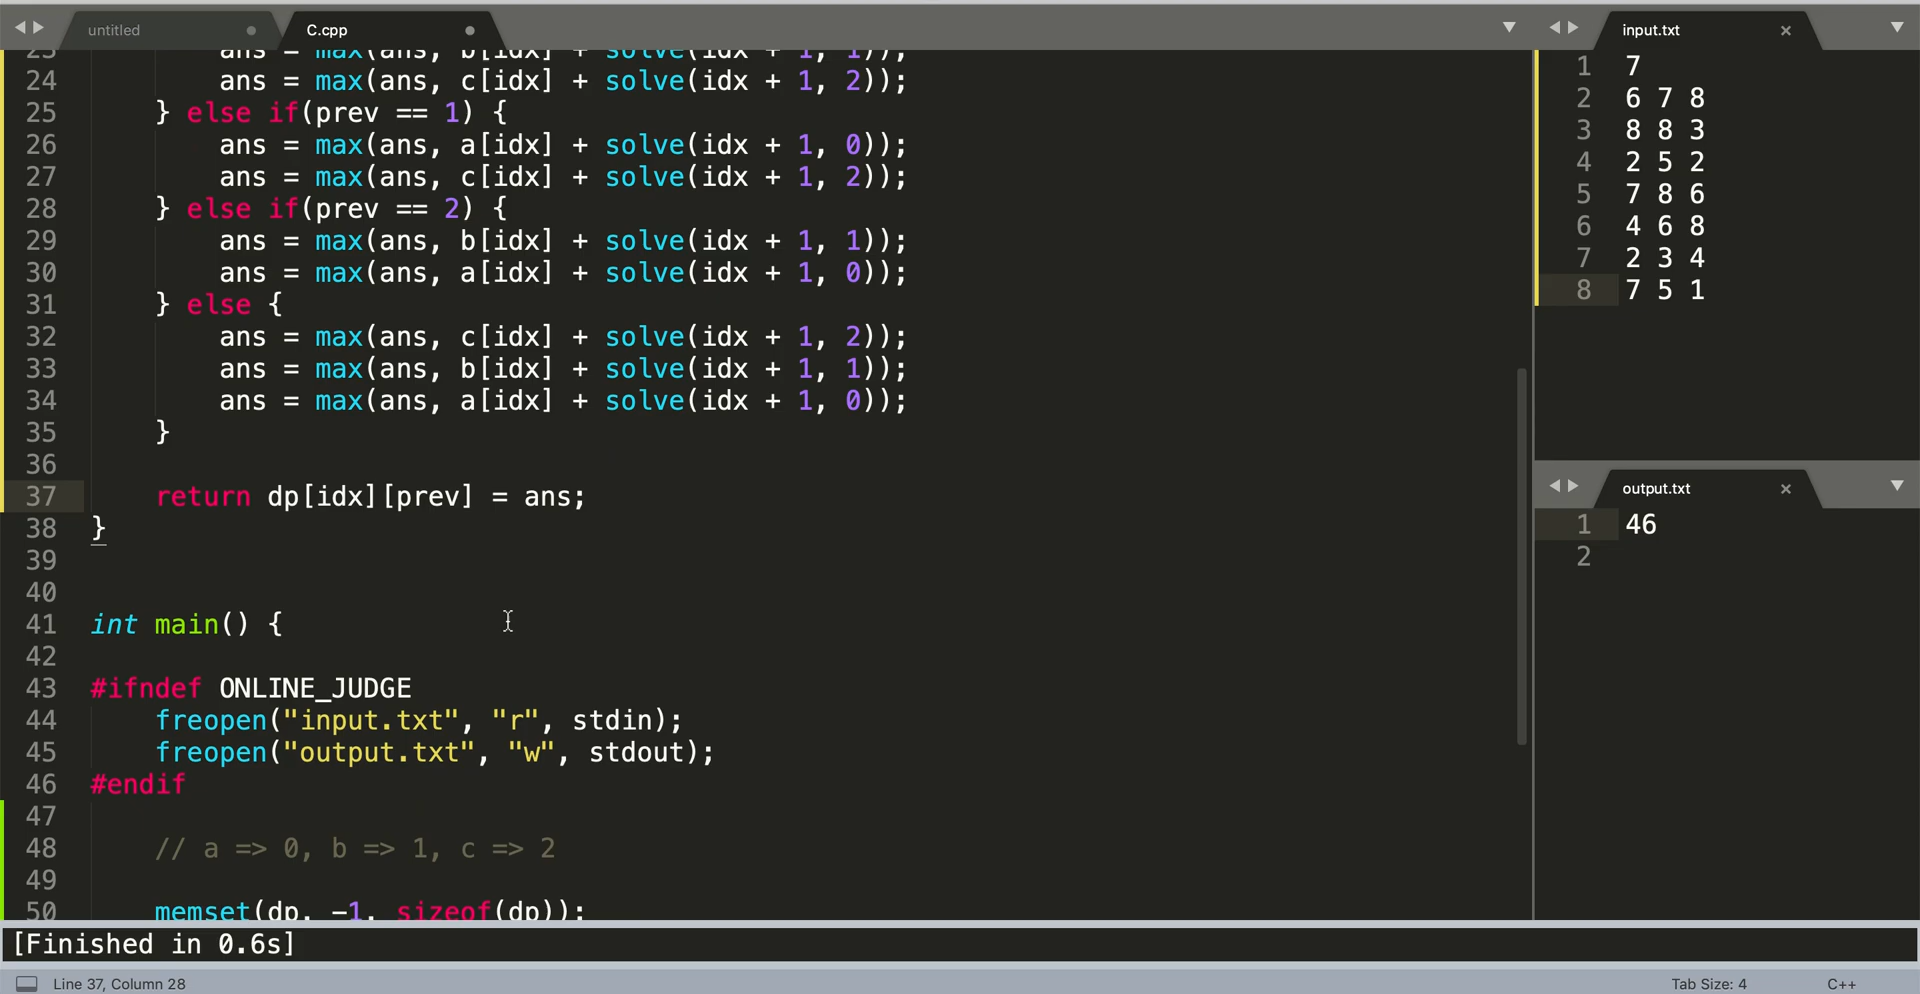 untitled
C.cpp
23 ans = max(ans, b[idx] + solve(idx + 1, 1));
24 ans = max(ans, c[idx] + solve(idx + 1, 2));
25 } else if(prev == 1) {
26 ans = max(ans, a[idx] + solve(idx + 1, 0));
27 ans = max(ans, c[idx] + solve(idx + 1, 2));
28 } else if(prev == 2) {
29 ans = max(ans, b[idx] + solve(idx + 1, 1));
30 ans = max(ans, a[idx] + solve(idx + 1, 0));
31 } else {
32 ans = max(ans, c[idx] + solve(idx + 1, 2));
33 ans = max(ans, b[idx] + solve(idx + 1, 1));
34 ans = max(ans, a[idx] + solve(idx + 1, 0));
35 }
36
37 return dp[idx][prev] = ans;
38 }
39
40
41 int main() {
42
43 #ifndef ONLINE_JUDGE
44 freopen("input.txt", "r", stdin);
45 freopen("output.txt", "w", stdout);
46 #endif
47
48 // a => 0, b => 1, c => 2
49
50 memset(dp, -1, sizeof(dp));
input.txt
1 7
2 6 7 8
3 8 8 3
4 2 5 2
5 7 8 6
6 4 6 8
7 2 3 4
8 7 5 1
output.txt
1 46
2
[Finished in 0.6s]
Line 37, Column 28
Tab Size: 4
C++